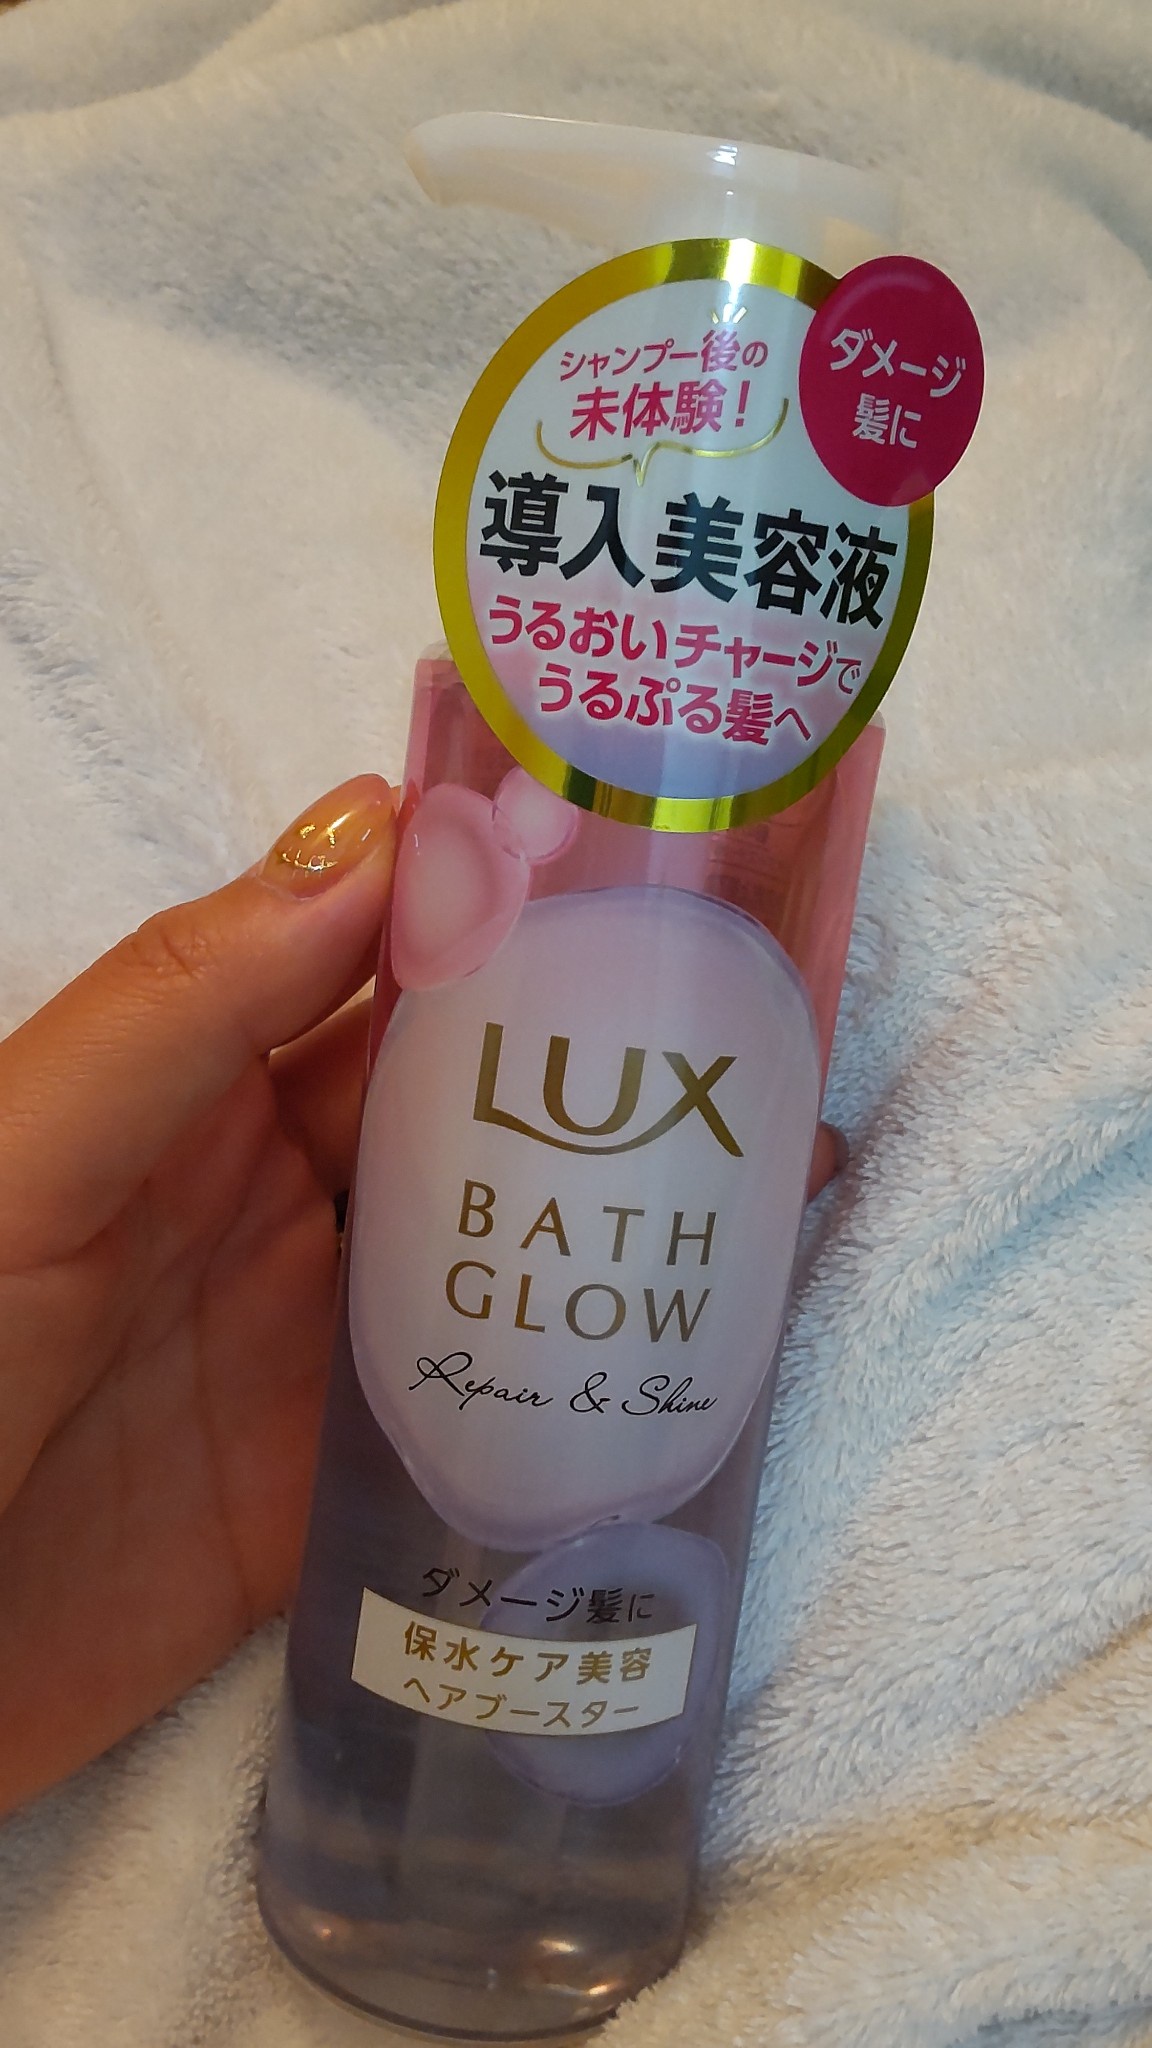 シャンプー後の
未体験!
ダメージ
髪に
導入美容液
うるおいチャージで
うるぷる髪へ
LUX
BATH
GLOW
Repair & Shine
ダメージ髪に
保水ケア美容
ヘアブースター